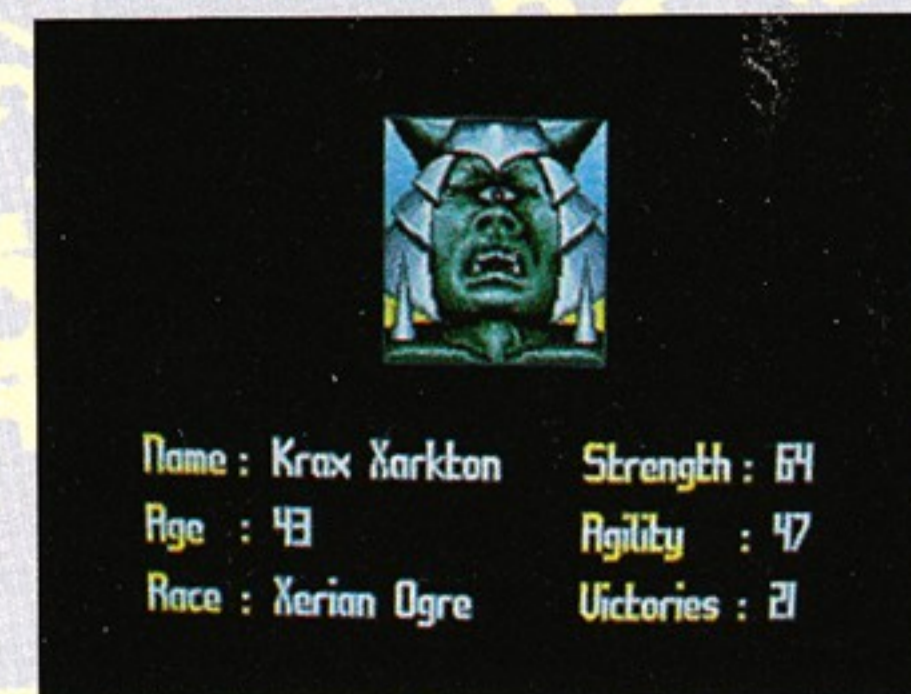 Name : Krax Xarkton
Strength : 64
Age : 43
Agility : 47
Race : Xerian Ogre
Victories : 21